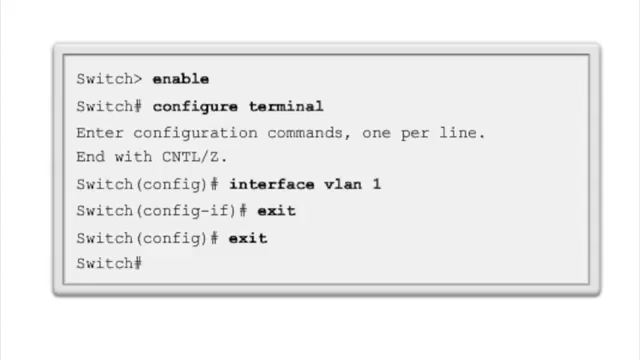 Switch> enable
Switch# configure terminal
Enter configuration commands, one per line.
End with CNTL/Z.
Switch(config)# interface vlan 1
Switch(config-if)# exit
Switch(config)# exit
Switch#